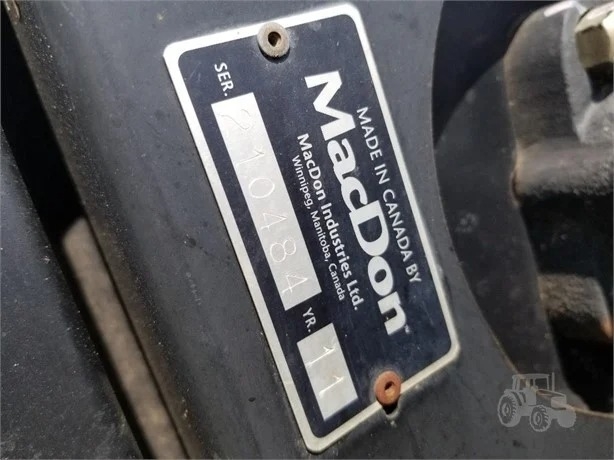 MADE IN CANADA BY
MacDon
MacDon Industries Ltd.
Winnipeg, Manitoba, Canada
SER. 210484 YR. 11